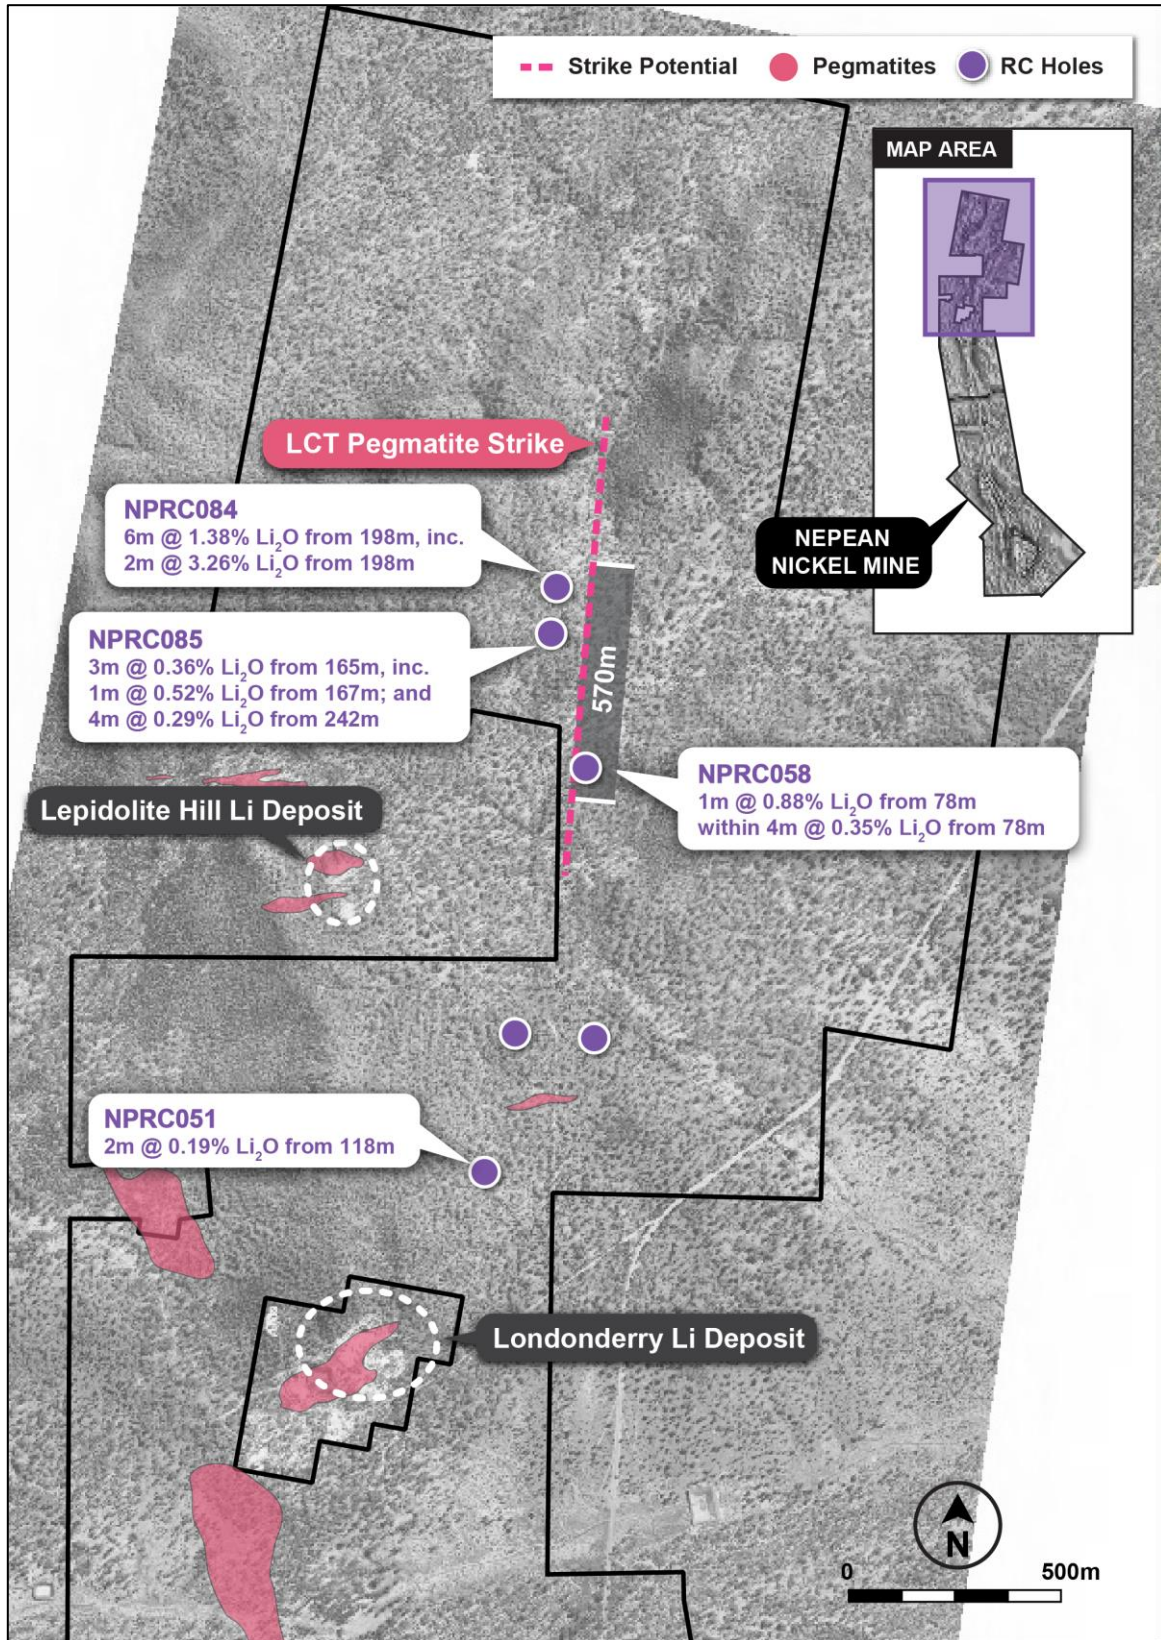 Strike Potential
Pegmatites
RC Holes
MAP AREA
NEPEAN
NICKEL MINE
LCT Pegmatite Strike
NPRC084
6m @ 1.38% Li₂O from 198m, inc.
2m @ 3.26% Li₂O from 198m
NPRC085
3m @ 0.36% Li₂O from 165m, inc.
1m @ 0.52% Li₂O from 167m; and
4m @ 0.29% Li₂O from 242m
570m
NPRC058
1m @ 0.88% Li₂O from 78m
within 4m @ 0.35% Li₂O from 78m
Lepidolite Hill Li Deposit
NPRC051
2m @ 0.19% Li₂O from 118m
Londonderry Li Deposit
N
0
500m